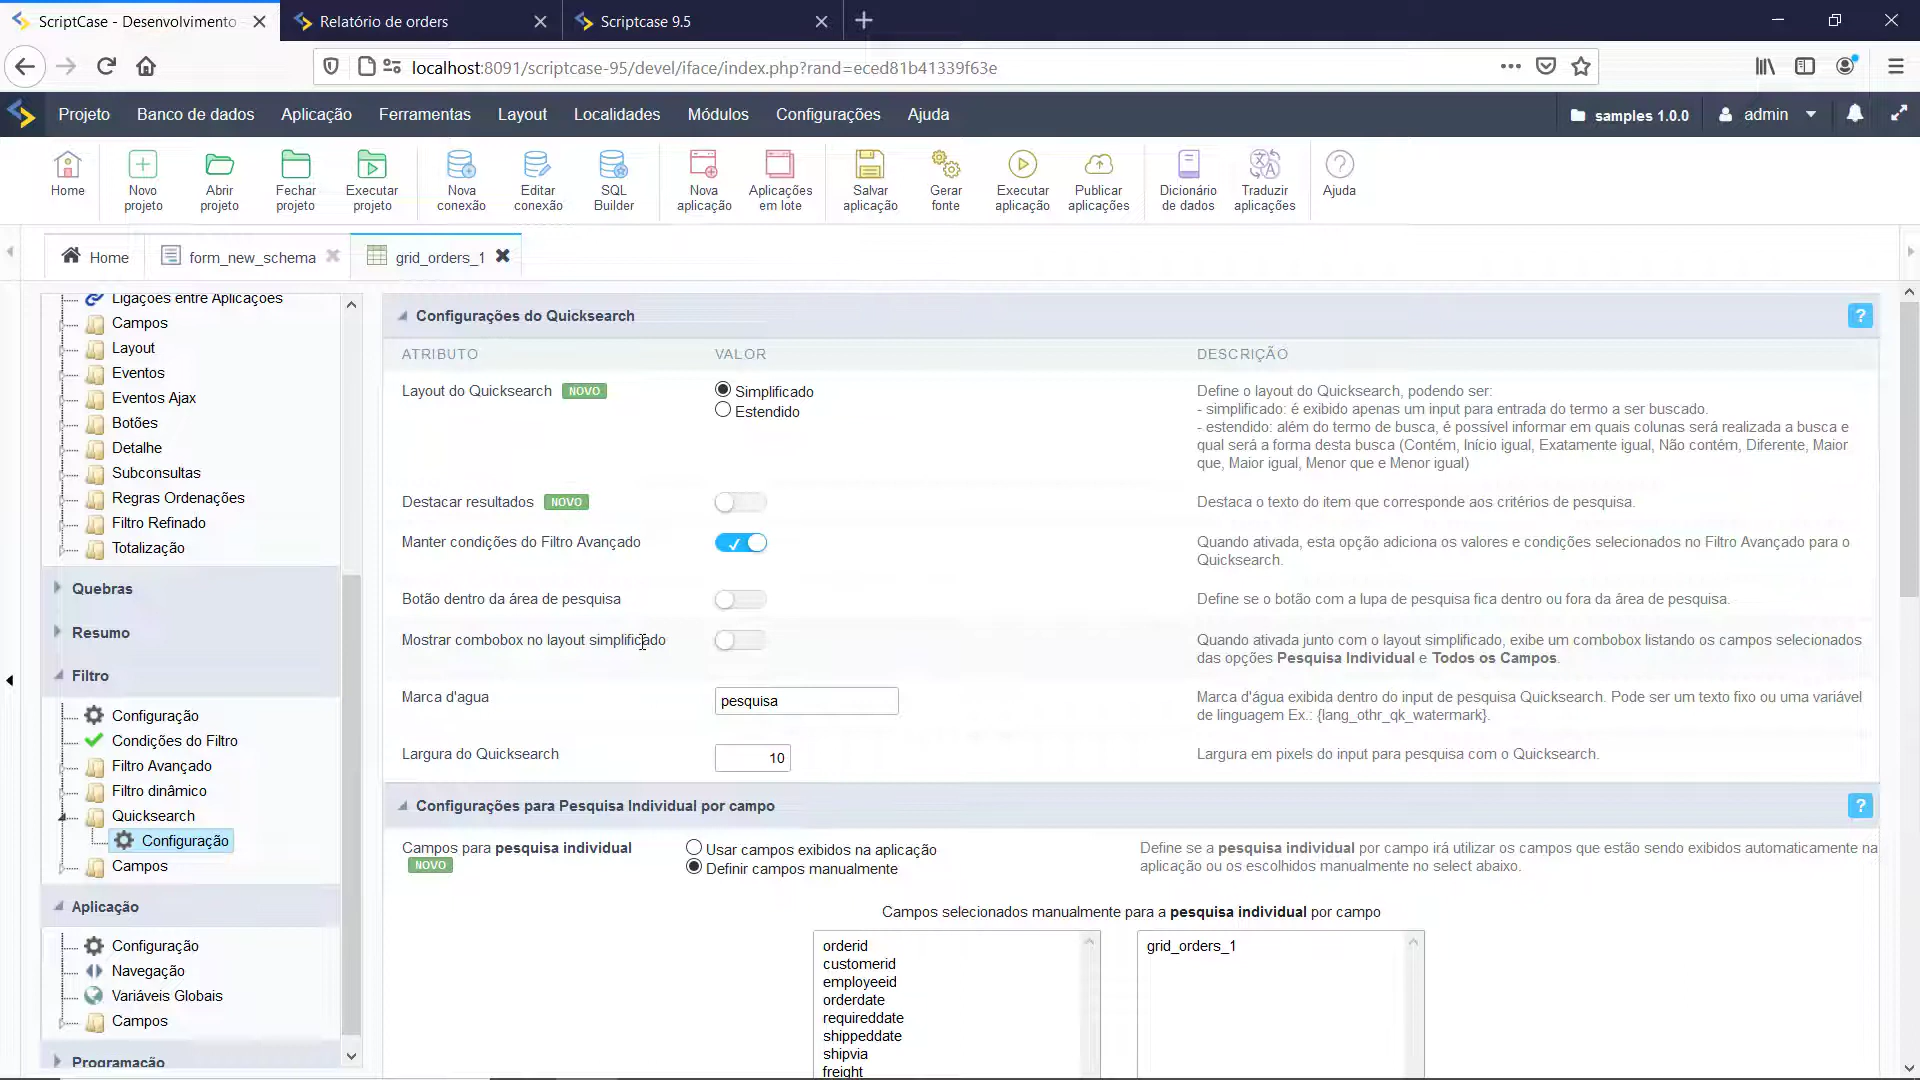 ScriptCase - Desenvolvimento
Relatório de orders
Scriptcase 9.5
localhost:8091/scriptcase-95/devel/iface/index.php?rand=eced81b41339f63e
Projeto
Banco de dados
Aplicação
Ferramentas
Layout
Localidades
Módulos
Configurações
Ajuda
samples 1.0.0
admin
Home
Novo
projeto
Abrir
projeto
Fechar
projeto
Executar
projeto
Nova
conexão
Editar
conexão
SQL
Builder
Nova
aplicação
Aplicações
em lote
Salvar
aplicação
Gerar
fonte
Executar
aplicação
Publicar
aplicações
Dicionário
de dados
Traduzir
aplicações
Ajuda
Home
form_new_schema
grid_orders_1
Ligações entre Aplicações
Campos
Layout
Eventos
Eventos Ajax
Botões
Detalhe
Subconsultas
Regras Ordenações
Filtro Refinado
Totalização
Quebras
Resumo
Filtro
Configuração
Condições do Filtro
Filtro Avançado
Filtro dinâmico
Quicksearch
Configuração
Campos
Aplicação
Configuração
Navegação
Variáveis Globais
Campos
Programação
Configurações do Quicksearch
?
ATRIBUTO
VALOR
DESCRIÇÃO
Layout do Quicksearch NOVO
Simplificado
Estendido
Define o layout do Quicksearch, podendo ser:
- simplificado: é exibido apenas um input para entrada do termo a ser buscado.
- estendido: além do termo de busca, é possível informar em quais colunas será realizada a busca e
qual será a forma desta busca (Contém, Início igual, Exatamente igual, Não contém, Diferente, Maior
que, Maior igual, Menor que e Menor igual)
Destacar resultados NOVO
Destaca o texto do item que corresponde aos critérios de pesquisa.
Manter condições do Filtro Avançado
Quando ativada, esta opção adiciona os valores e condições selecionados no Filtro Avançado para o
Quicksearch.
Botão dentro da área de pesquisa
Define se o botão com a lupa de pesquisa fica dentro ou fora da área de pesquisa.
Mostrar combobox no layout simplificado
Quando ativada junto com o layout simplificado, exibe um combobox listando os campos selecionados
das opções Pesquisa Individual e Todos os Campos.
Marca d'agua
pesquisa
Marca d'água exibida dentro do input de pesquisa Quicksearch. Pode ser um texto fixo ou uma variável
de linguagem Ex.: {lang_othr_qk_watermark}.
Largura do Quicksearch
10
Largura em pixels do input para pesquisa com o Quicksearch.
Configurações para Pesquisa Individual por campo
?
Campos para pesquisa individual
NOVO
Usar campos exibidos na aplicação
Definir campos manualmente
Define se a pesquisa individual por campo irá utilizar os campos que estão sendo exibidos automaticamente na
aplicação ou os escolhidos manualmente no select abaixo.
Campos selecionados manualmente para a pesquisa individual por campo
orderid
customerid
employeeid
orderdate
requireddate
shippeddate
shipvia
freight
grid_orders_1